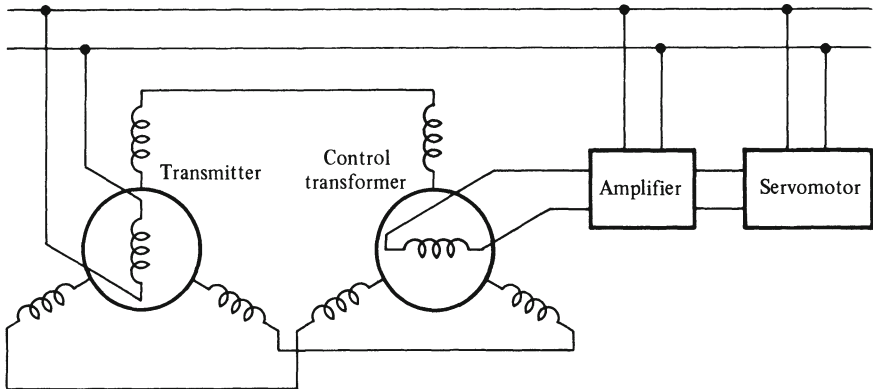 Transmitter
Control
transformer
Amplifier
Servomotor